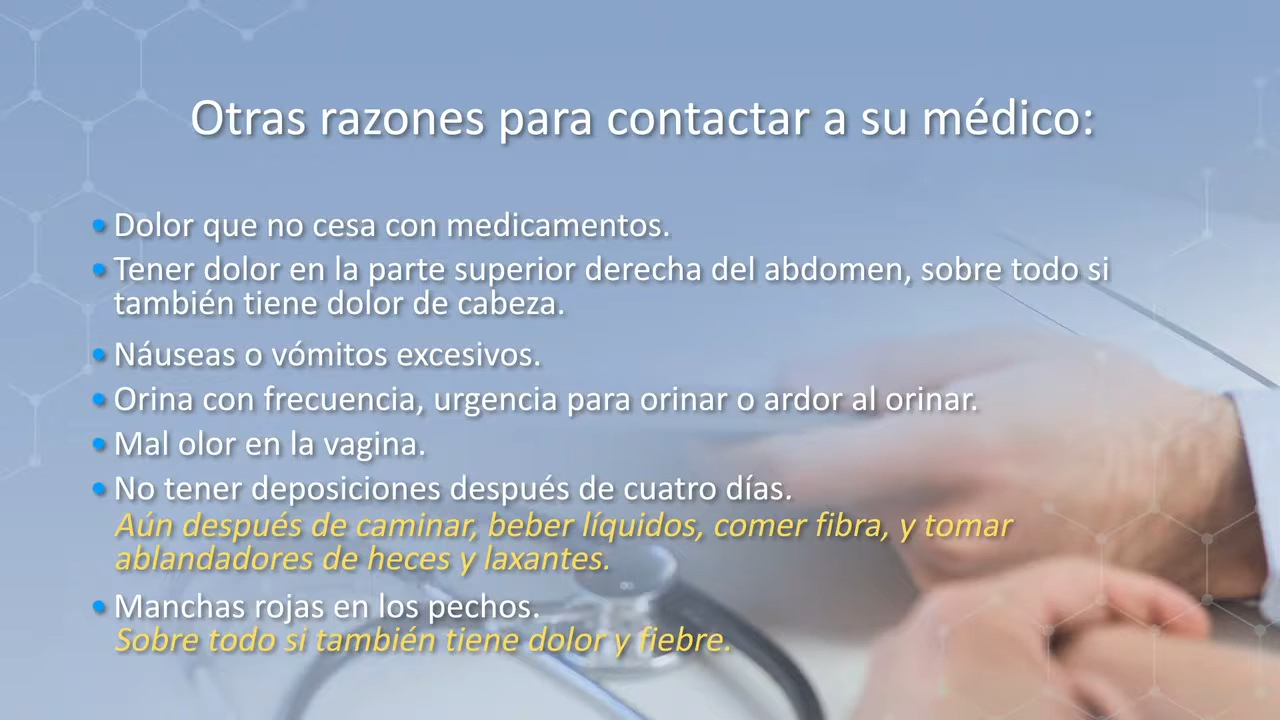 Otras razones para contactar a su médico:
• Dolor que no cesa con medicamentos.
• Tener dolor en la parte superior derecha del abdomen, sobre todo si
también tiene dolor de cabeza.
• Náuseas o vómitos excesivos.
• Orina con frecuencia, urgencia para orinar o ardor al orinar.
• Mal olor en la vagina.
• No tener deposiciones después de cuatro días.
Aún después de caminar, beber líquidos, comer fibra, y tomar
ablandadores de heces y laxantes.
• Manchas rojas en los pechos.
Sobre todo si también tiene dolor y fiebre.